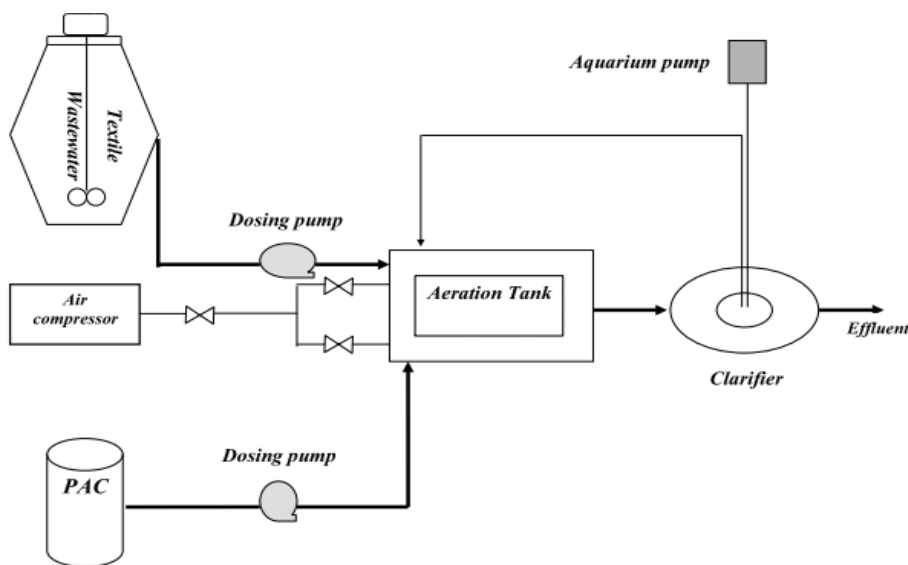 Aquarium pump
Textile
Wastewater
Dosing pump
Air
compressor
Aeration Tank
Effluent
Clarifier
Dosing pump
PAC